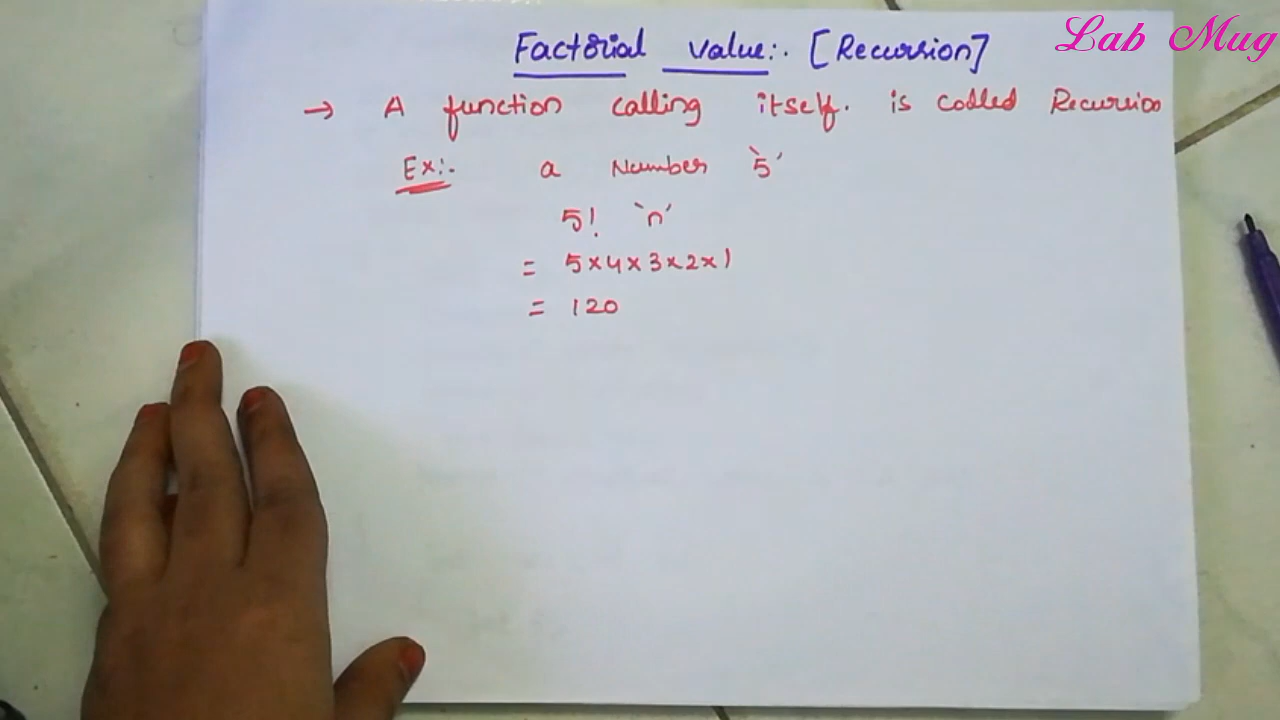 Lab Mug
Factorial value:. [Recursion]
→ A function calling itself. is called Recursion
Ex:- a Number '5'
5! 'n'
= 5×4×3×2×1
= 120